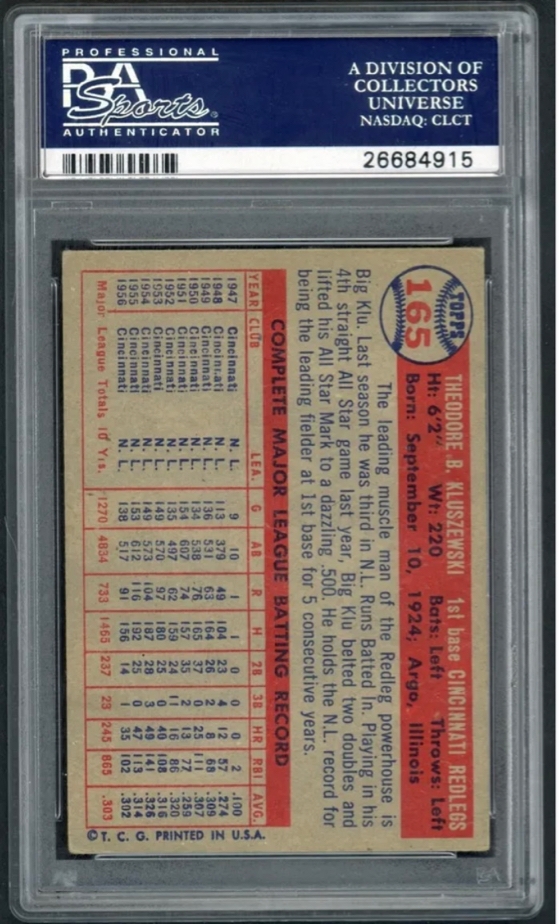 PROFESSIONAL
PSA
Sports
AUTHENTICATOR
A DIVISION OF
COLLECTORS
UNIVERSE
NASDAQ: CLCT
26684915
TOPPS
165
THEODORE B. KLUSZEWSKI 1st base CINCINNATI REDLEGS
Ht: 6'2" Wt: 220 Bats: Left Throws: Left
Born: September 10, 1924; Argo, Illinois
The leading muscle man of the Redleg powerhouse is
Big Klu. Last season he was third in N.L. Runs Batted In. Playing in his
4th straight All Star game last year, Big Klu belted two doubles and
lifted his All Star Mark to a dazzling .500. He holds the N.L. record for
being the leading fielder at 1st base for 5 consecutive years.
COMPLETE MAJOR LEAGUE BATTING RECORD
YEAR CLUB LEA. G AB R H 2B 3B HR RBI AVG.
1947 Cincinnati N. L. 9 10 1 1 0 0 0 2 .100
1948 Cincinnati N. L. 113 379 49 104 23 4 12 57 .274
1949 Cincinnati N. L. 136 531 63 164 26 2 8 68 .309
1950 Cincinnati N. L. 134 538 76 165 37 0 25 111 .307
1951 Cincinnati N. L. 154 607 74 157 35 2 13 77 .259
1952 Cincinnati N. L. 135 497 62 159 24 11 16 86 .320
1953 Cincinnati N. L. 149 570 97 180 25 0 40 108 .316
1954 Cincinnati N. L. 149 573 104 187 28 3 49 141 .326
1955 Cincinnati N. L. 153 612 116 192 25 0 47 113 .314
1956 Cincinnati N. L. 138 517 91 156 14 1 35 102 .302
Major League Totals 10 Yrs. 1270 4834 733 1465 237 23 245 865 .303
© T. C. G. PRINTED IN U.S.A.